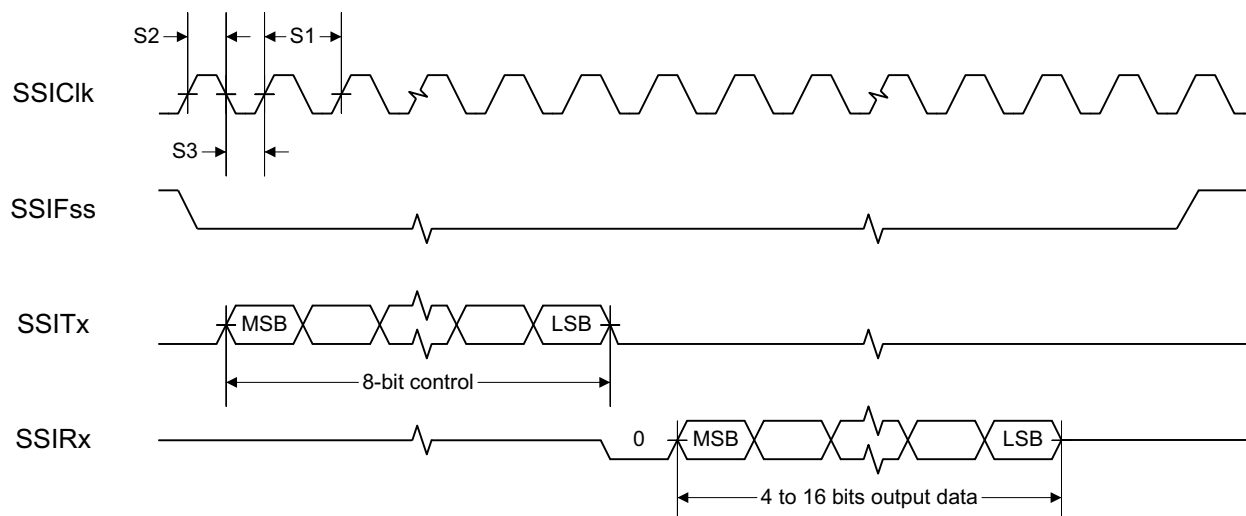 S2
S1
SSIClk
S3
SSIFss
SSITx
MSB
LSB
8-bit control
SSIRx
0
MSB
LSB
4 to 16 bits output data